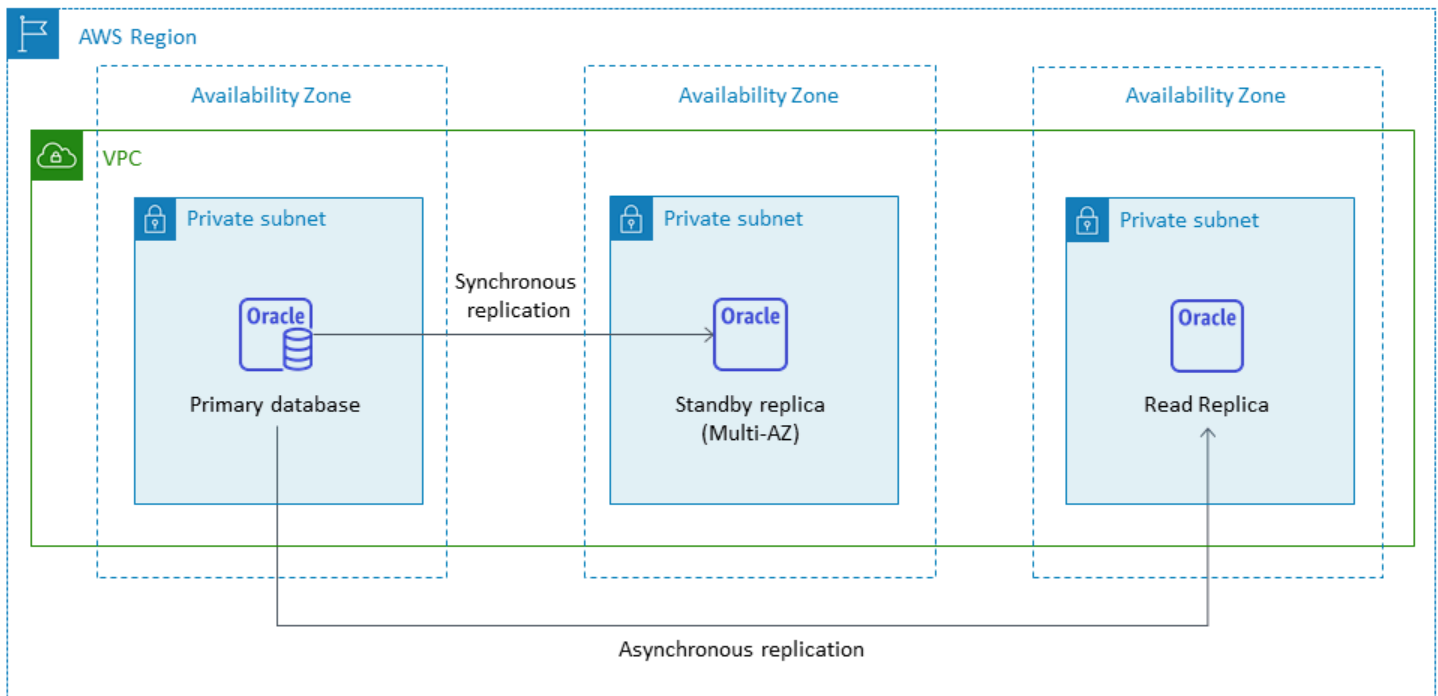 AWS Region
Availability Zone
Availability Zone
Availability Zone
VPC
Private subnet
Private subnet
Private subnet
Synchronous
replication
Oracle
Oracle
Oracle
Primary database
Standby replica
(Multi-AZ)
Read Replica
Asynchronous replication